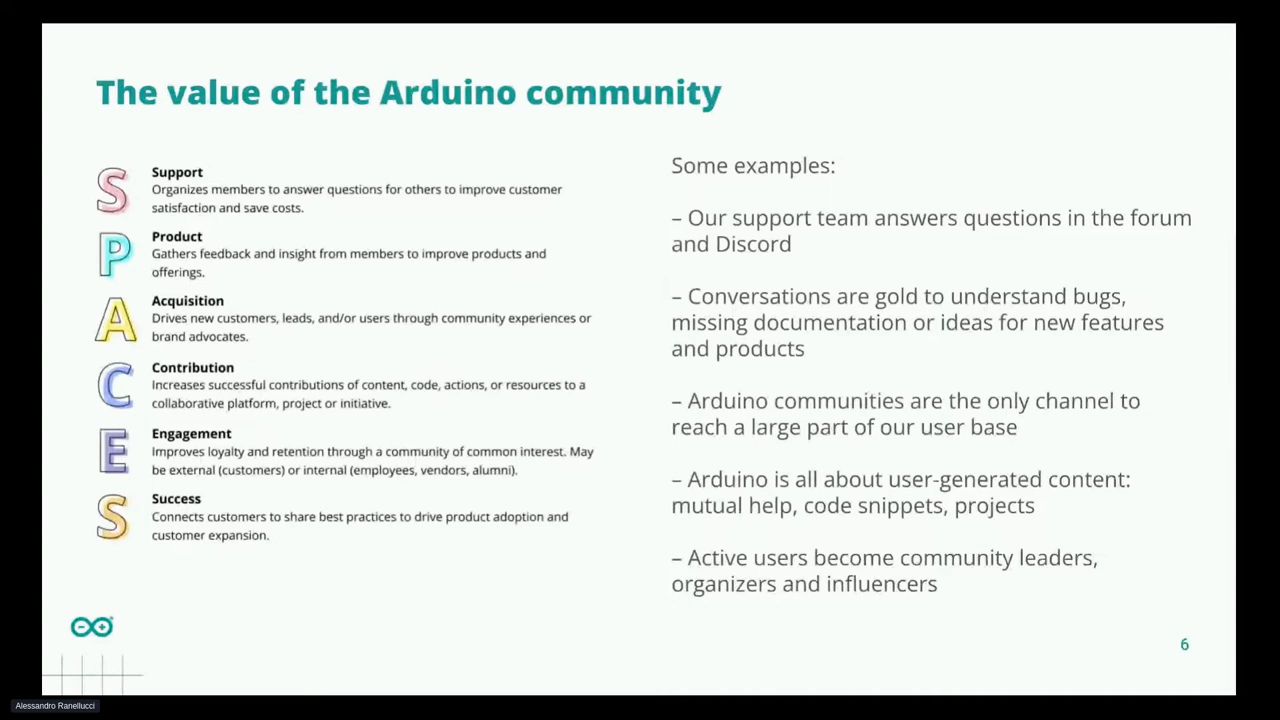 The value of the Arduino community
S
Support
Organizes members to answer questions for others to improve customer
satisfaction and save costs.
P
Product
Gathers feedback and insight from members to improve products and
offerings.
A
Acquisition
Drives new customers, leads, and/or users through community experiences or
brand advocates.
C
Contribution
Increases successful contributions of content, code, actions, or resources to a
collaborative platform, project or initiative.
E
Engagement
Improves loyalty and retention through a community of common interest. May
be external (customers) or internal (employees, vendors, alumni).
S
Success
Connects customers to share best practices to drive product adoption and
customer expansion.
Some examples:
– Our support team answers questions in the forum
and Discord
– Conversations are gold to understand bugs,
missing documentation or ideas for new features
and products
– Arduino communities are the only channel to
reach a large part of our user base
– Arduino is all about user-generated content:
mutual help, code snippets, projects
– Active users become community leaders,
organizers and influencers
6
Alessandro Ranellucci